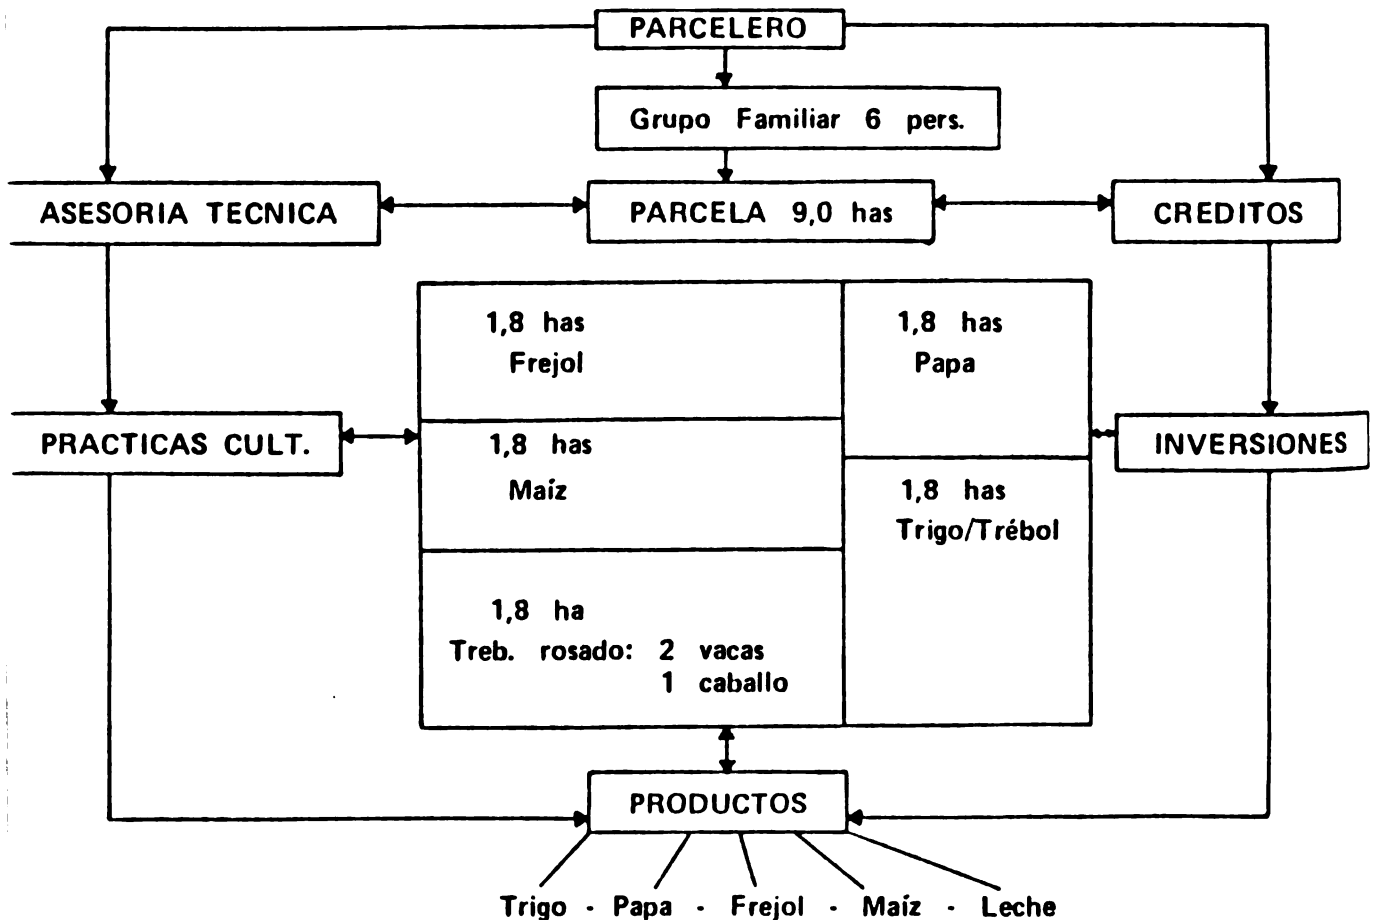 PARCELERO
Grupo Familiar 6 pers.
ASESORIA TECNICA
PARCELA 9,0 has
CREDITOS
1,8 has
Frejol
1,8 has
Papa
PRACTICAS CULT.
1,8 has
Maíz
INVERSIONES
1,8 has
Trigo/Trébol
1,8 ha
Treb. rosado: 2 vacas
1 caballo
PRODUCTOS
Trigo - Papa - Frejol - Maíz - Leche